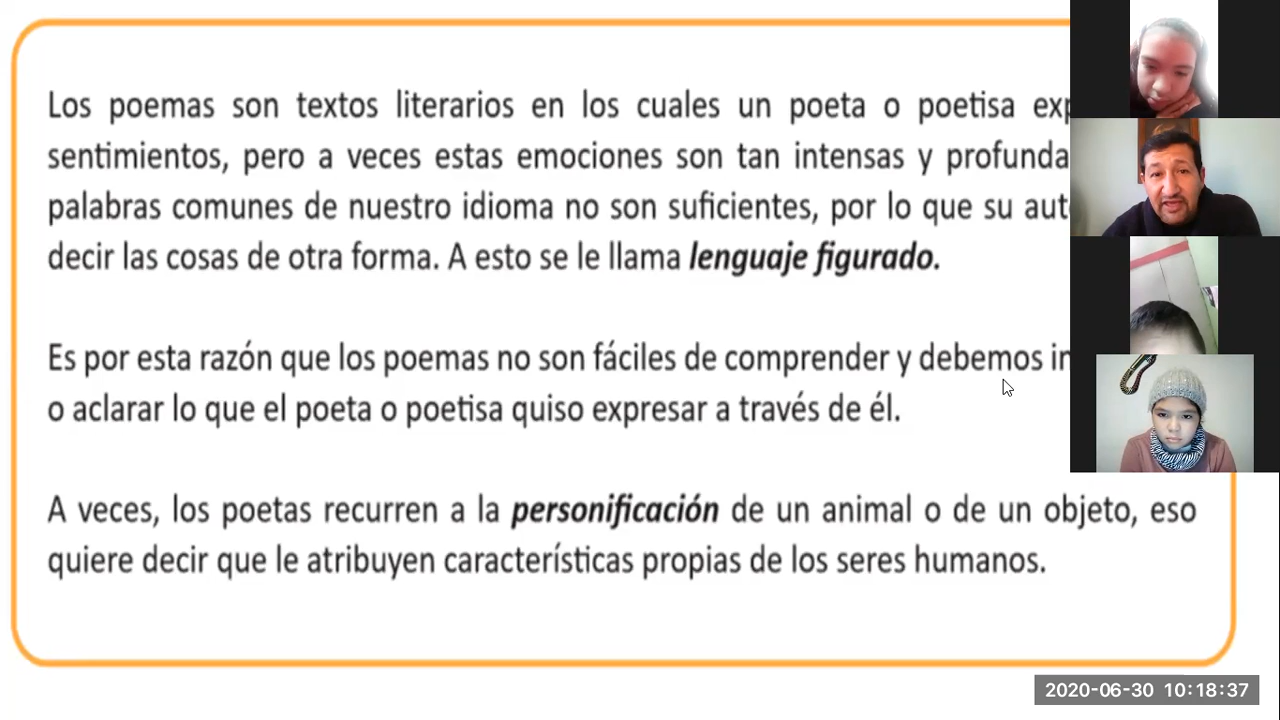 Los poemas son textos literarios en los cuales un poeta o poetisa
sentimientos, pero a veces estas emociones son tan intensas y
palabras comunes de nuestro idioma no son suficientes, por lo que su
decir las cosas de otra forma. A esto se le llama lenguaje figurado.
Es por esta razón que los poemas no son fáciles de comprender y debemos
o aclarar lo que el poeta o poetisa quiso expresar a través de él.
A veces, los poetas recurren a la personificación de un animal o de un objeto, eso
quiere decir que le atribuyen características propias de los seres humanos.
2020-06-30 10:18:37